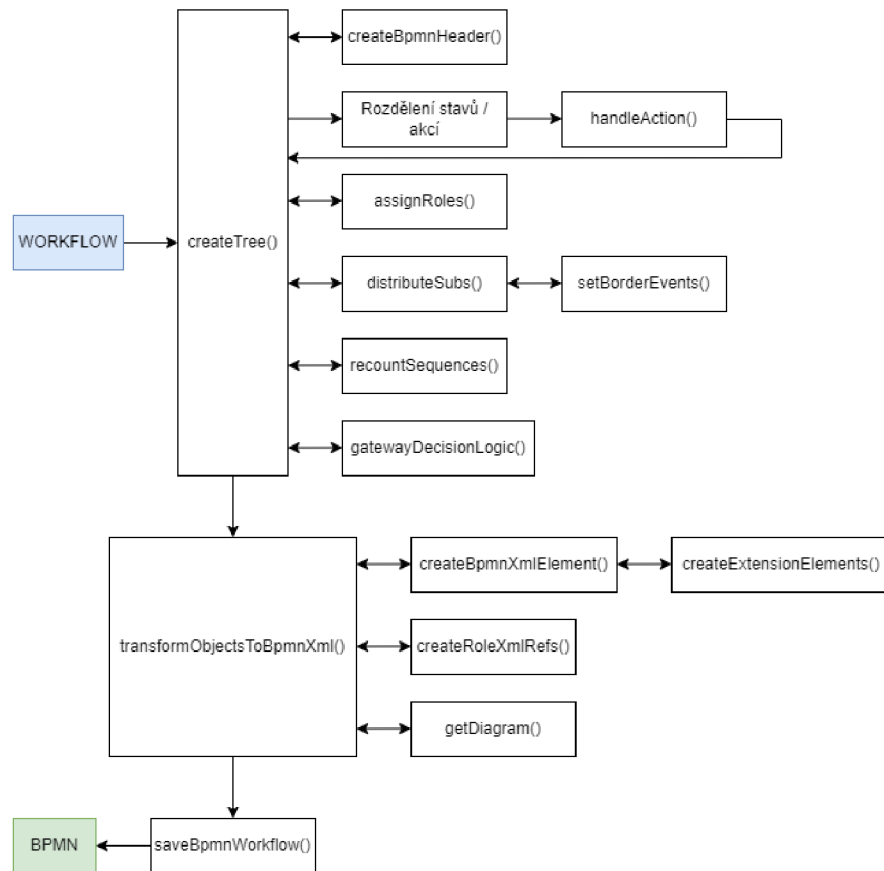 createBpmnHeader()
Rozdělení stavů /
akcí
handleAction()
assignRoles()
WORKFLOW
createTree()
distributeSubs()
setBorderEvents()
recountSequences()
gatewayDecisionLogic()
createBpmnXmlElement()
createExtensionElements()
transformObjectsToBpmnXml()
createRoleXmlRefs()
getDiagram()
BPMN
saveBpmnWorkflow()